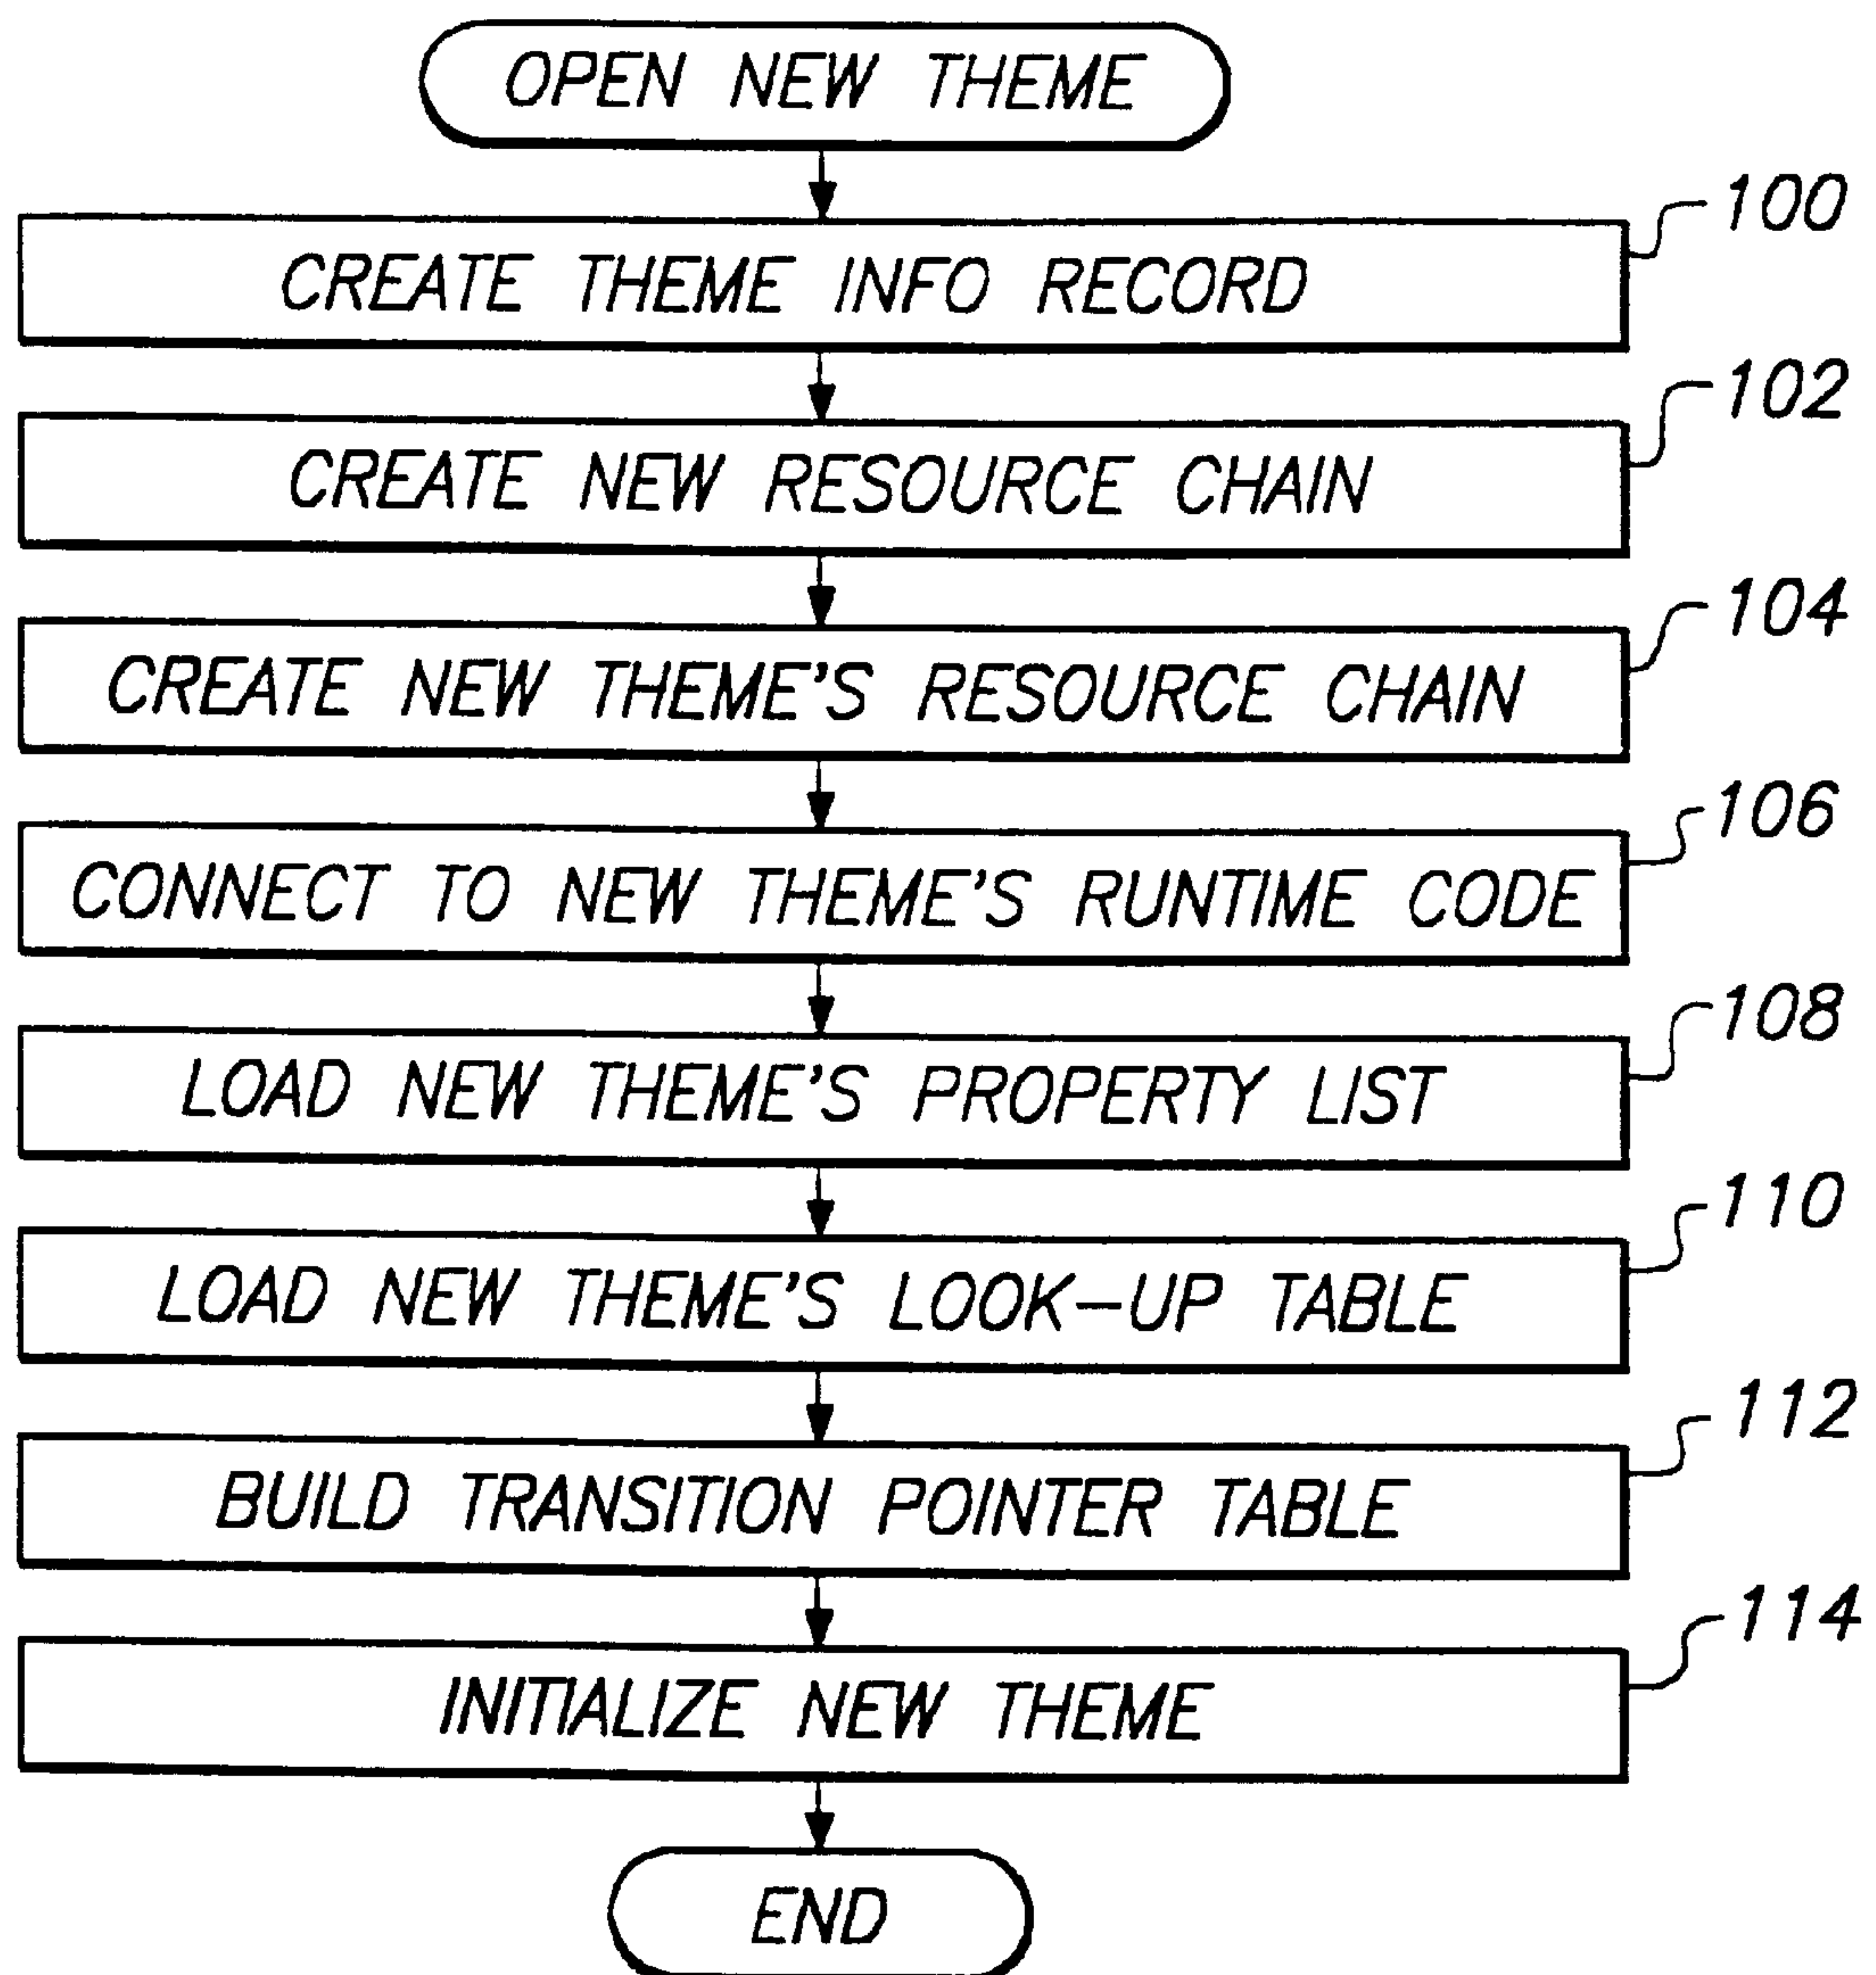 OPEN NEW THEME
100
CREATE THEME INFO RECORD
102
CREATE NEW RESOURCE CHAIN
104
CREATE NEW THEME'S RESOURCE CHAIN
106
CONNECT TO NEW THEME'S RUNTIME CODE
108
LOAD NEW THEME'S PROPERTY LIST
110
LOAD NEW THEME'S LOOK-UP TABLE
112
BUILD TRANSITION POINTER TABLE
114
INITIALIZE NEW THEME
END